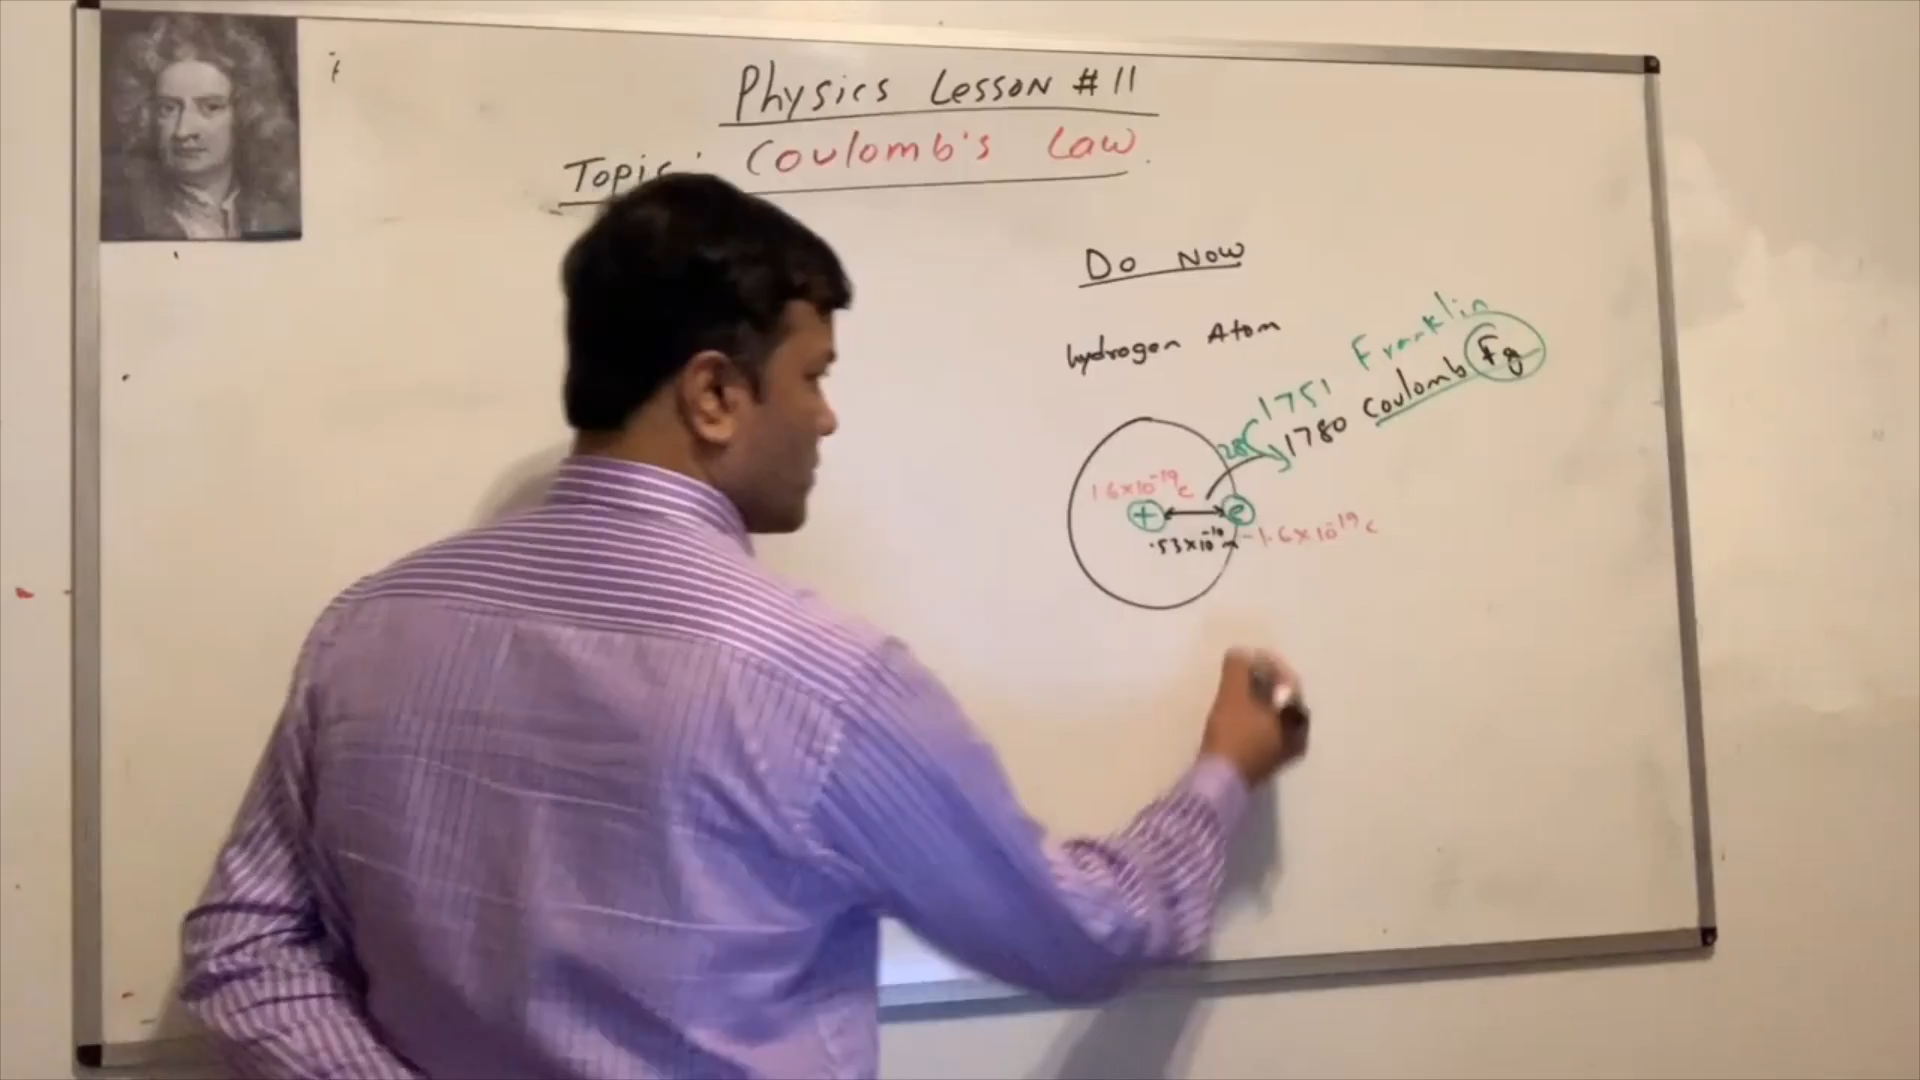 Physics Lesson #11
Topic: Coulomb's Law
Do Now
hydrogen Atom
1751 Franklin
1780 Coulomb Fg
1.6×10⁻¹⁹c
+ e
.53×10⁻¹⁰m -1.6×10⁻¹⁹c